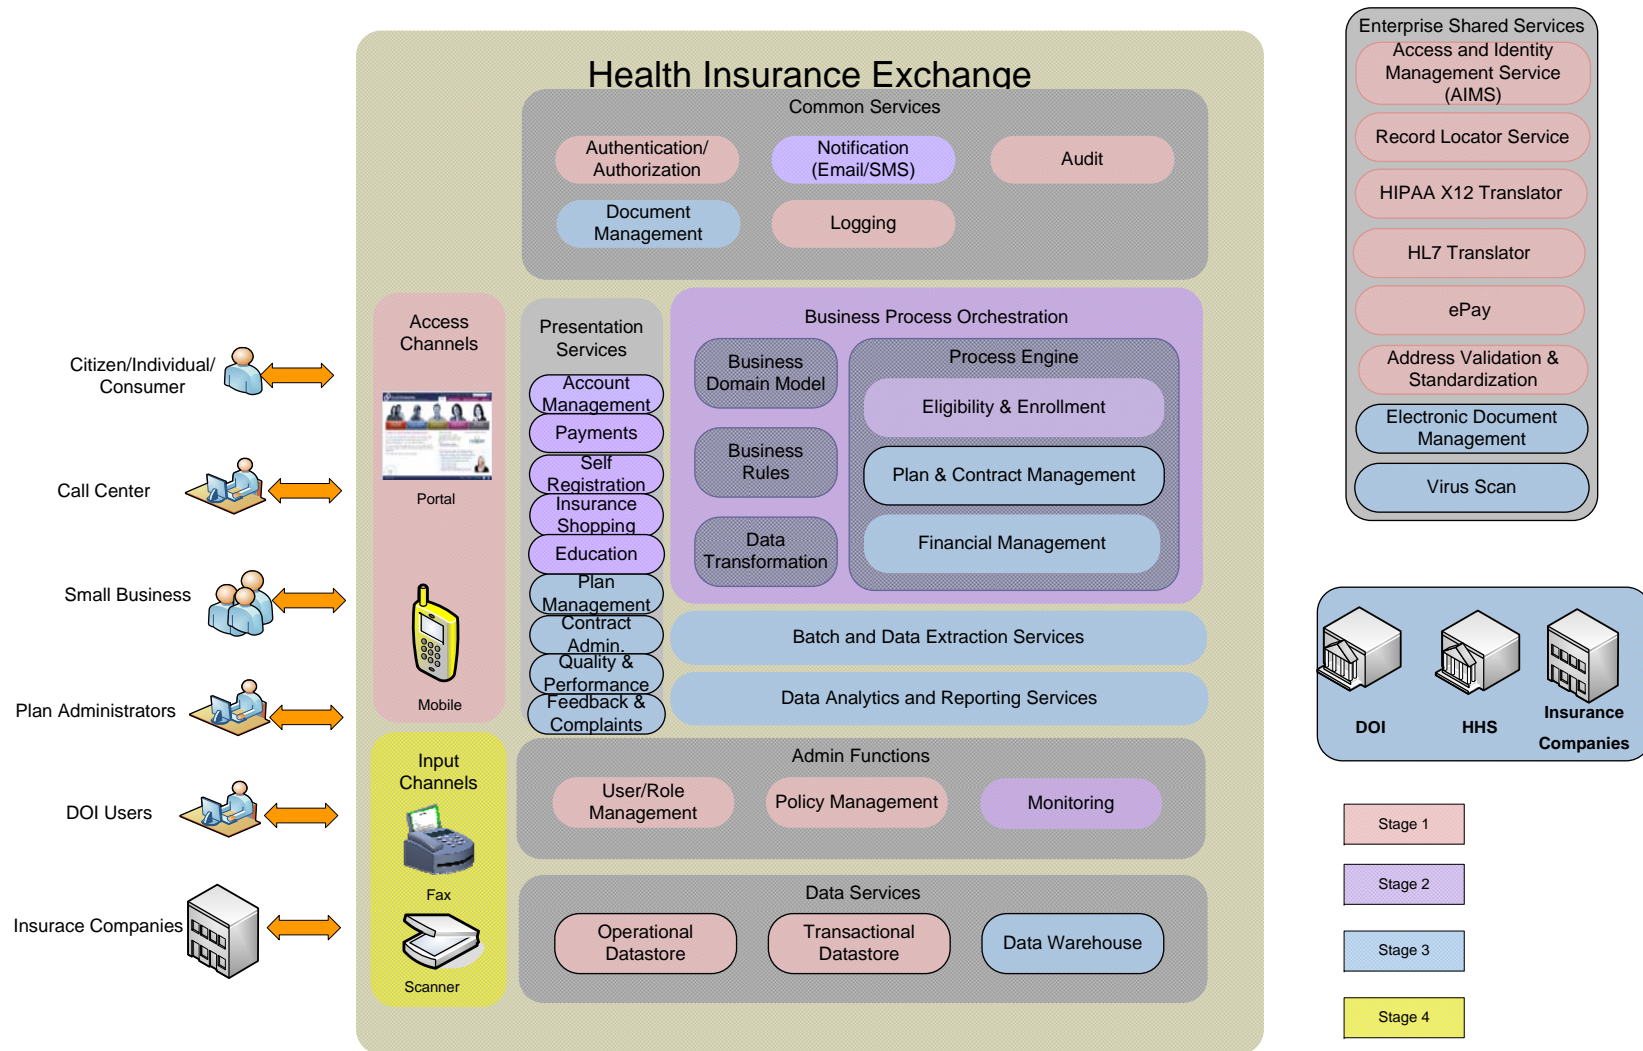 Health Insurance Exchange
Common Services
Authentication/
Authorization
Notification
(Email/SMS)
Audit
Document
Management
Logging
Access
Channels
Portal
Mobile
Input
Channels
Fax
Scanner
Presentation
Services
Account
Management
Payments
Self
Registration
Insurance
Shopping
Education
Plan
Management
Contract
Admin.
Quality &
Performance
Feedback &
Complaints
Business Process Orchestration
Business
Domain Model
Business
Rules
Data
Transformation
Process Engine
Eligibility & Enrollment
Plan & Contract Management
Financial Management
Batch and Data Extraction Services
Data Analytics and Reporting Services
Admin Functions
User/Role
Management
Policy Management
Monitoring
Data Services
Operational
Datastore
Transactional
Datastore
Data Warehouse
Citizen/Individual/
Consumer
Call Center
Small Business
Plan Administrators
DOI Users
Insurace Companies
Enterprise Shared Services
Access and Identity
Management Service
(AIMS)
Record Locator Service
HIPAA X12 Translator
HL7 Translator
ePay
Address Validation &
Standardization
Electronic Document
Management
Virus Scan
DOI
HHS
Insurance
Companies
Stage 1
Stage 2
Stage 3
Stage 4